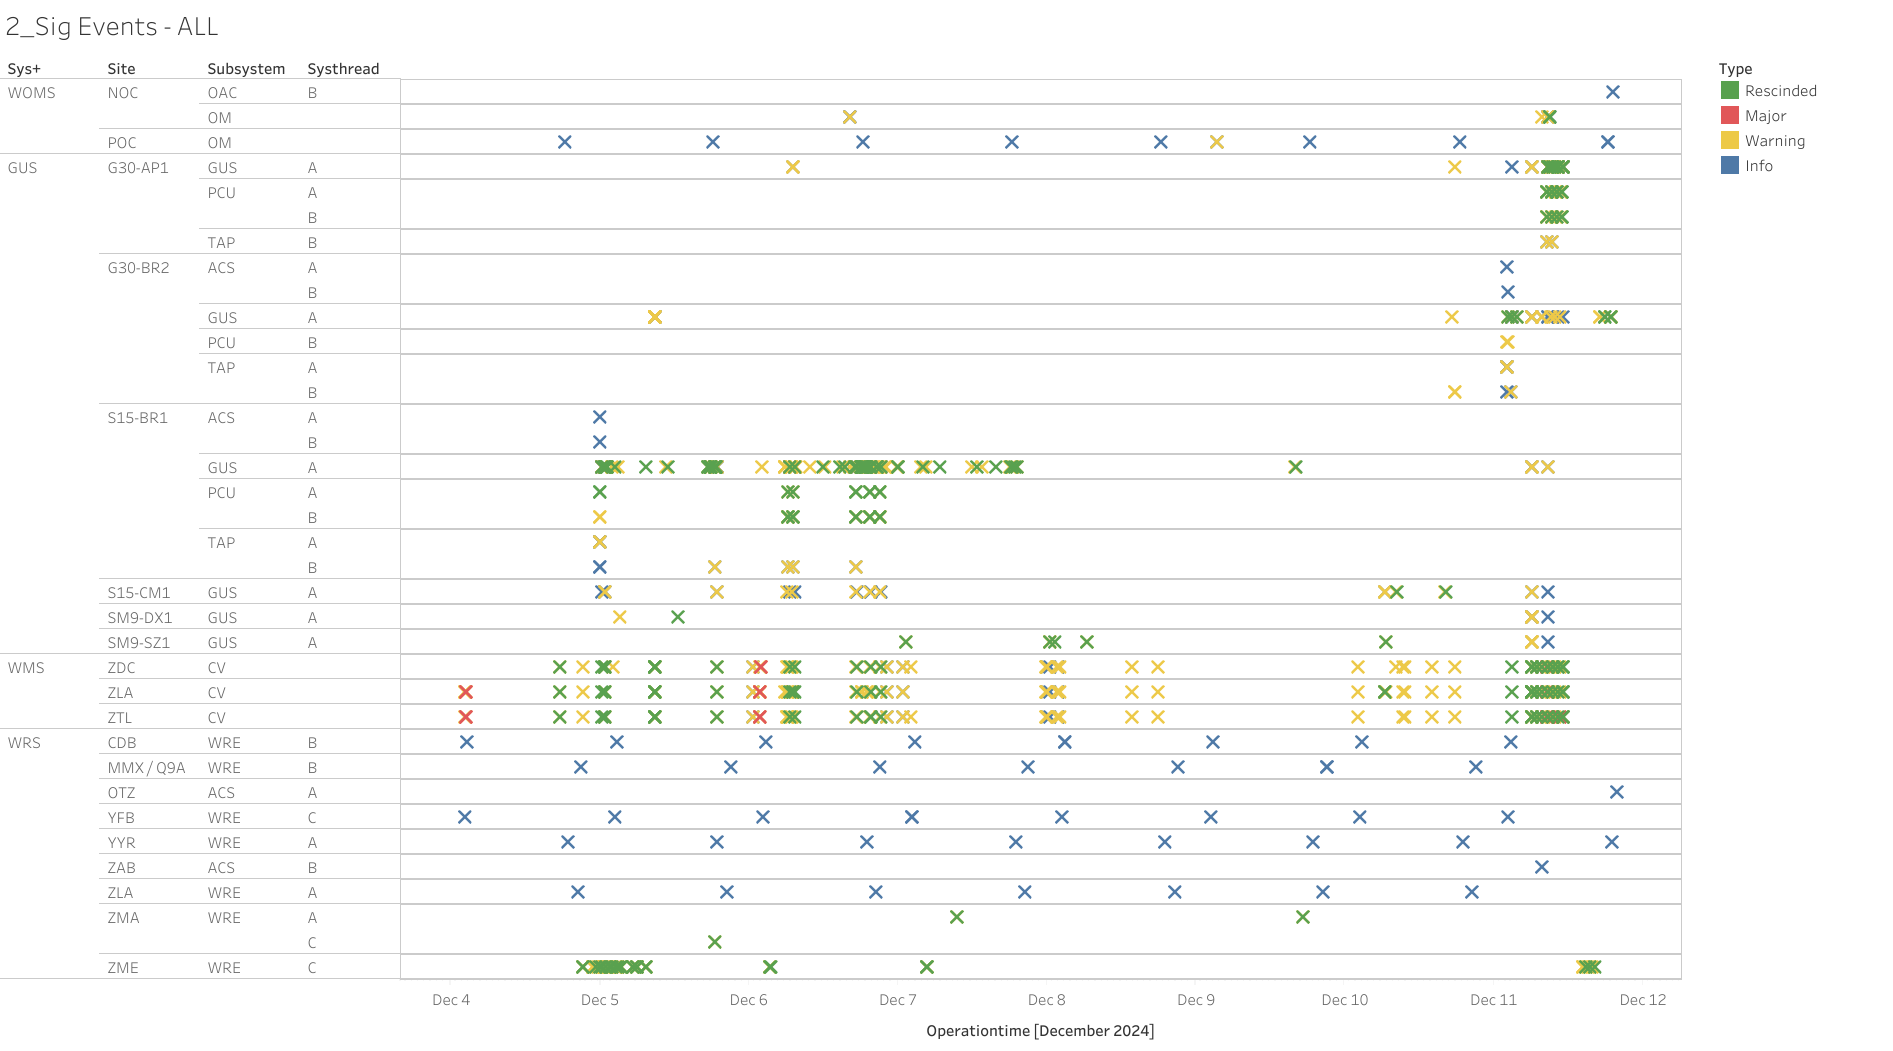 2_Sig Events - ALL
Sys+ Site Subsystem Systhread
Type
WOMS NOC OAC B
Rescinded
OM
Major
POC OM
Warning
GUS G30-AP1 GUS A
Info
PCU A
B
TAP B
G30-BR2 ACS A
B
GUS A
PCU B
TAP A
B
S15-BR1 ACS A
B
GUS A
PCU A
B
TAP A
B
S15-CM1 GUS A
SM9-DX1 GUS A
SM9-SZ1 GUS A
WMS ZDC CV
ZLA CV
ZTL CV
WRS CDB WRE B
MMX / Q9A WRE B
OTZ ACS A
YFB WRE C
YYR WRE A
ZAB ACS B
ZLA WRE A
ZMA WRE A
C
ZME WRE C
Dec 4 Dec 5 Dec 6 Dec 7 Dec 8 Dec 9 Dec 10 Dec 11 Dec 12
Operationtime [December 2024]